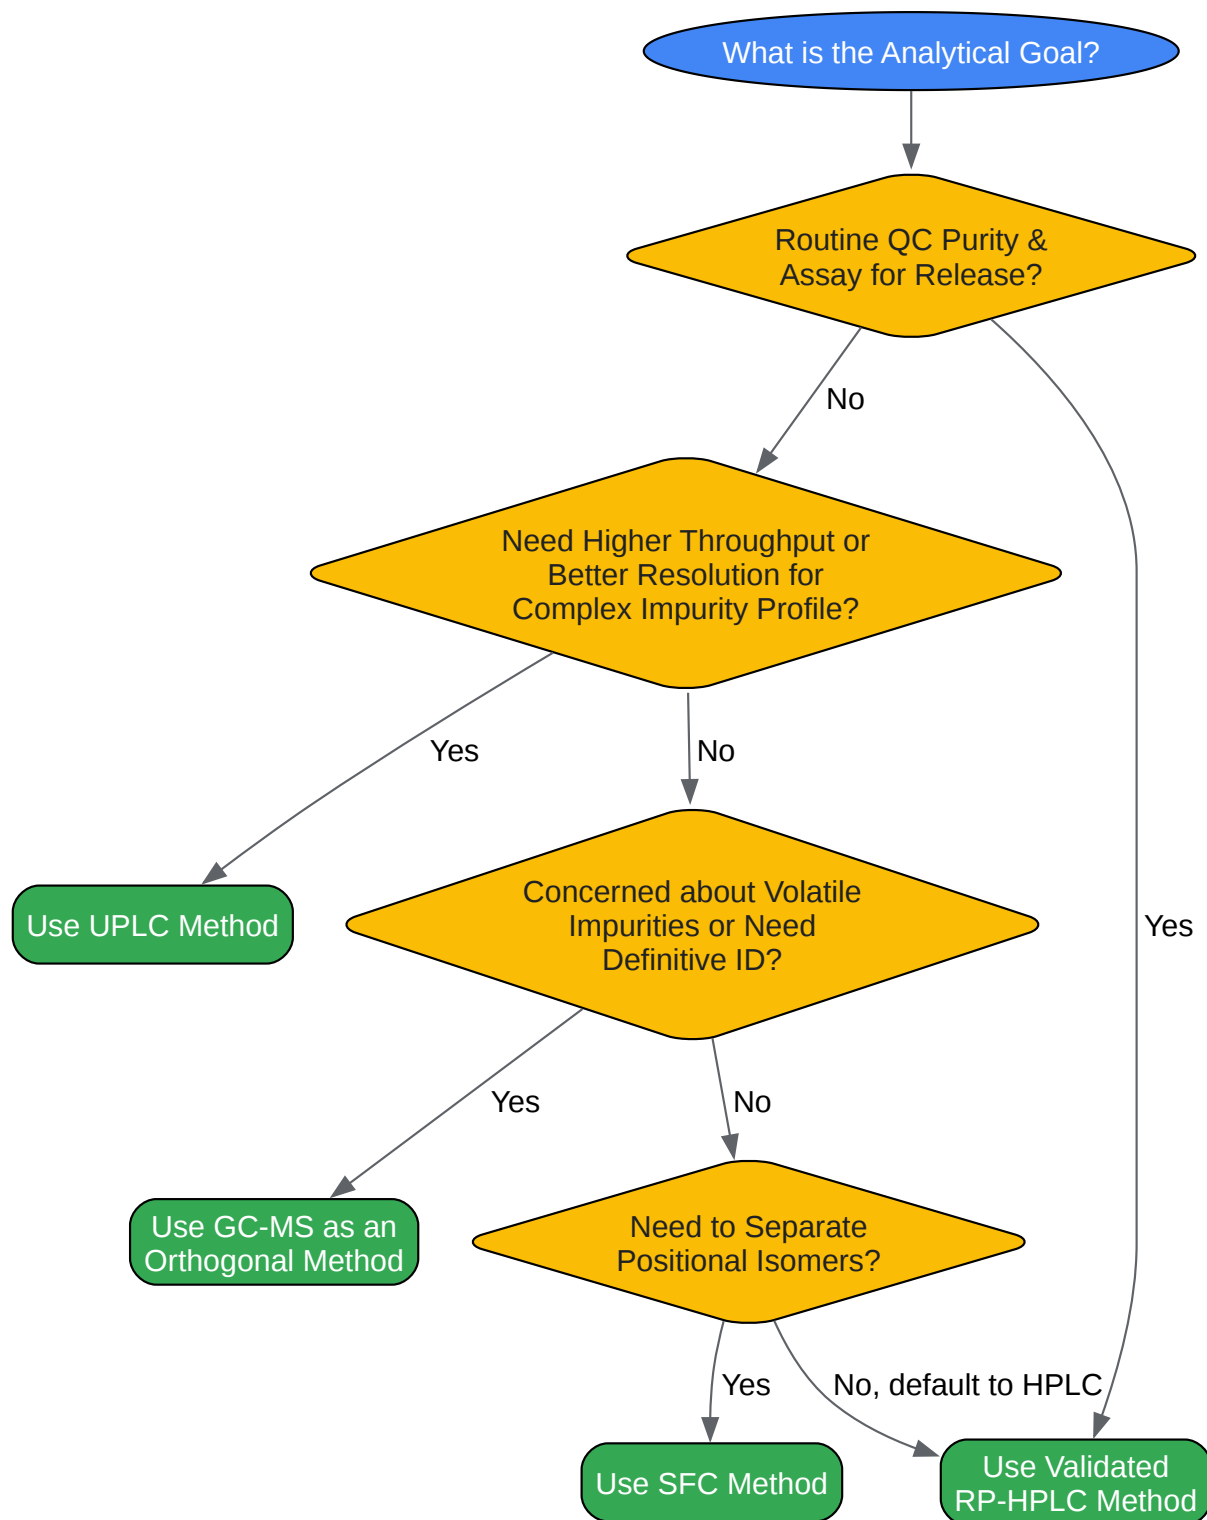 What is the Analytical Goal?
Routine QC Purity &
Assay for Release?
No
Need Higher Throughput or
Better Resolution for
Complex Impurity Profile?
Yes
No
Concerned about Volatile
Impurities or Need
Definitive ID?
Use UPLC Method
Yes
Yes
No
Use GC-MS as an
Orthogonal Method
Need to Separate
Positional Isomers?
Yes
No, default to HPLC
Use SFC Method
Use Validated
RP-HPLC Method